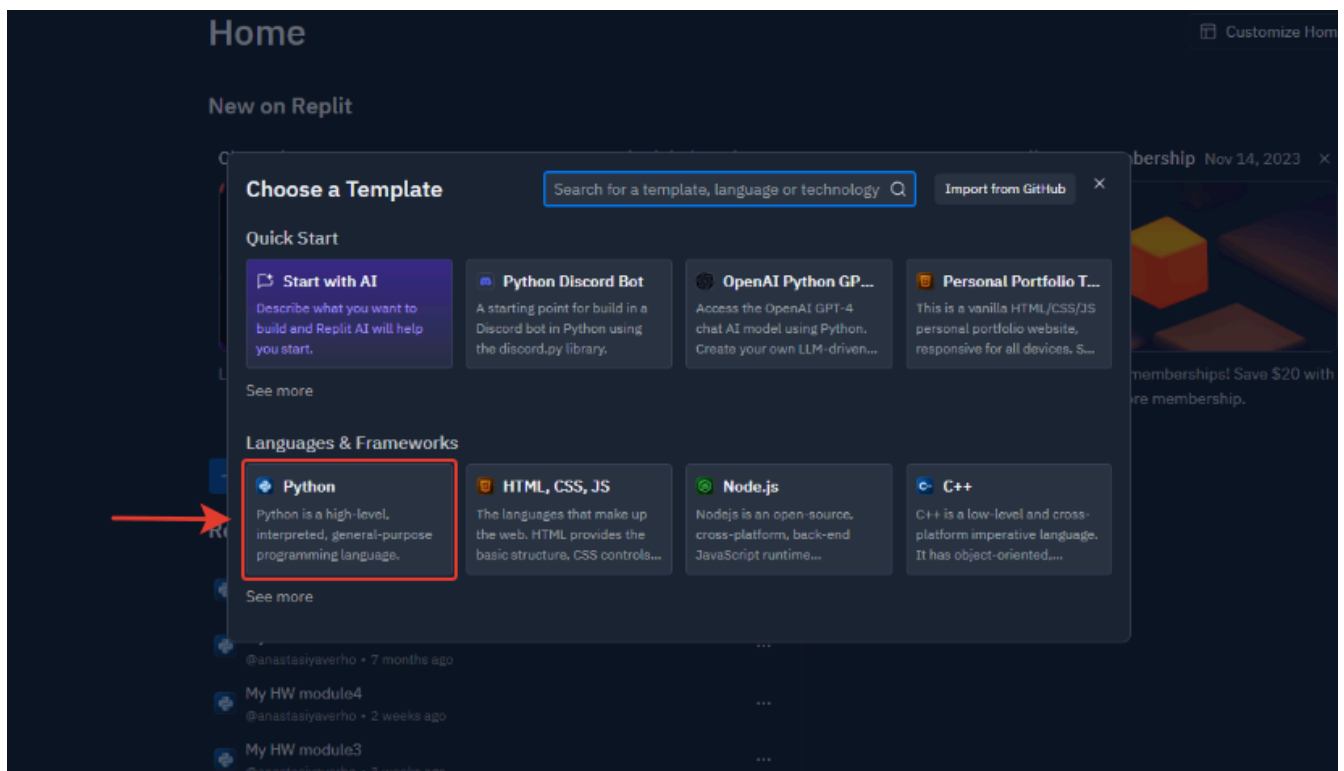 Home
Customize Hom
New on Replit
bership Nov 14, 2023
Choose a Template
Search for a template, language or technology
Import from GitHub
Quick Start
Start with AI
Describe what you want to
build and Replit AI will help
you start.
Python Discord Bot
A starting point for build in a
Discord bot in Python using
the discord.py library.
OpenAI Python GP...
Access the OpenAI GPT-4
chat AI model using Python.
Create your own LLM-driven...
Personal Portfolio T...
This is a vanilla HTML/CSS/JS
personal portfolio website,
responsive for all devices. S...
See more
memberships! Save $20 with
re membership.
Languages & Frameworks
Python
Python is a high-level,
interpreted, general-purpose
programming language.
HTML, CSS, JS
The languages that make up
the web. HTML provides the
basic structure, CSS controls...
Node.js
Nodejs is an open-source,
cross-platform, back-end
JavaScript runtime...
C++
C++ is a low-level and cross-
platform imperative language.
It has object-oriented,...
See more
@anastasiyaverho • 7 months ago
My HW module4
@anastasiyaverho • 2 weeks ago
My HW module3